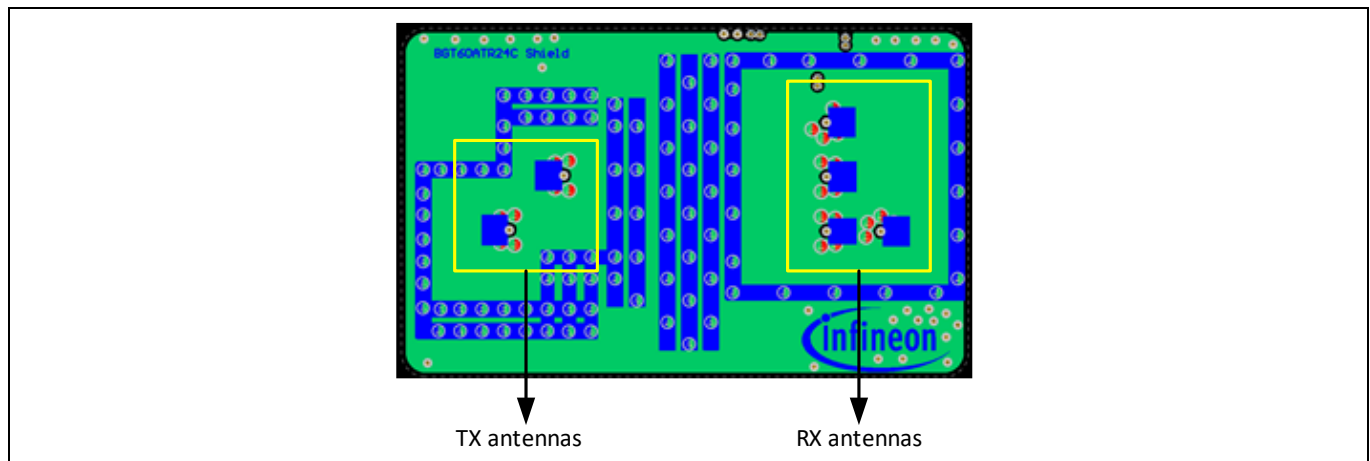 BGT60ATR24C Shield
infineon
TX antennas
RX antennas